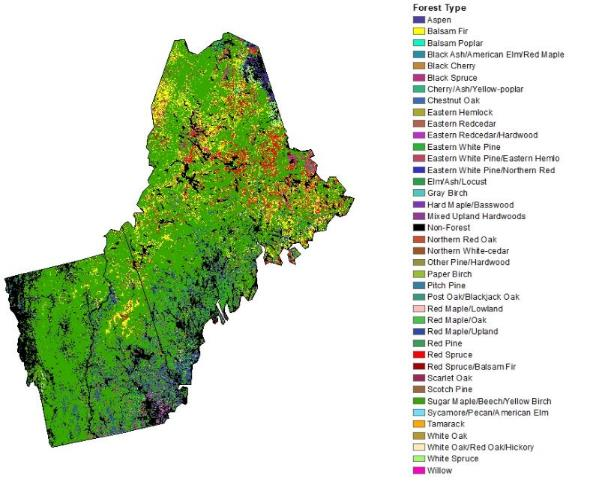 Forest Type
Aspen
Balsam Fir
Balsam Poplar
Black Ash/American Elm/Red Maple
Black Cherry
Black Spruce
Cherry/Ash/Yellow-poplar
Chestnut Oak
Eastern Hemlock
Eastern Redcedar
Eastern Redcedar/Hardwood
Eastern White Pine
Eastern White Pine/Eastern Hemlo
Eastern White Pine/Northern Red
Elm/Ash/Locust
Gray Birch
Hard Maple/Basswood
Mixed Upland Hardwoods
Non-Forest
Northern Red Oak
Northern White-cedar
Other Pine/Hardwood
Paper Birch
Pitch Pine
Post Oak/Blackjack Oak
Red Maple/Lowland
Red Maple/Oak
Red Maple/Upland
Red Pine
Red Spruce
Red Spruce/Balsam Fir
Scarlet Oak
Scotch Pine
Sugar Maple/Beech/Yellow Birch
Sycamore/Pecan/American Elm
Tamarack
White Oak
White Oak/Red Oak/Hickory
White Spruce
Willow